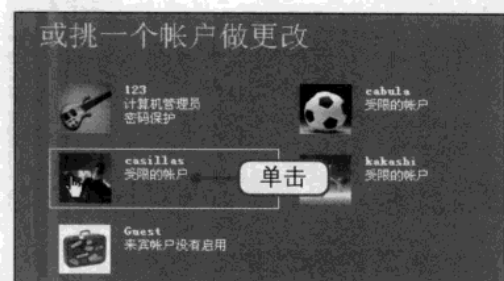 或挑一个帐户做更改
123
计算机管理员
密码保护
cabula
受限的帐户
casillas
受限的帐户
单击
kakashi
受限的帐户
Guest
来宾帐户没有启用